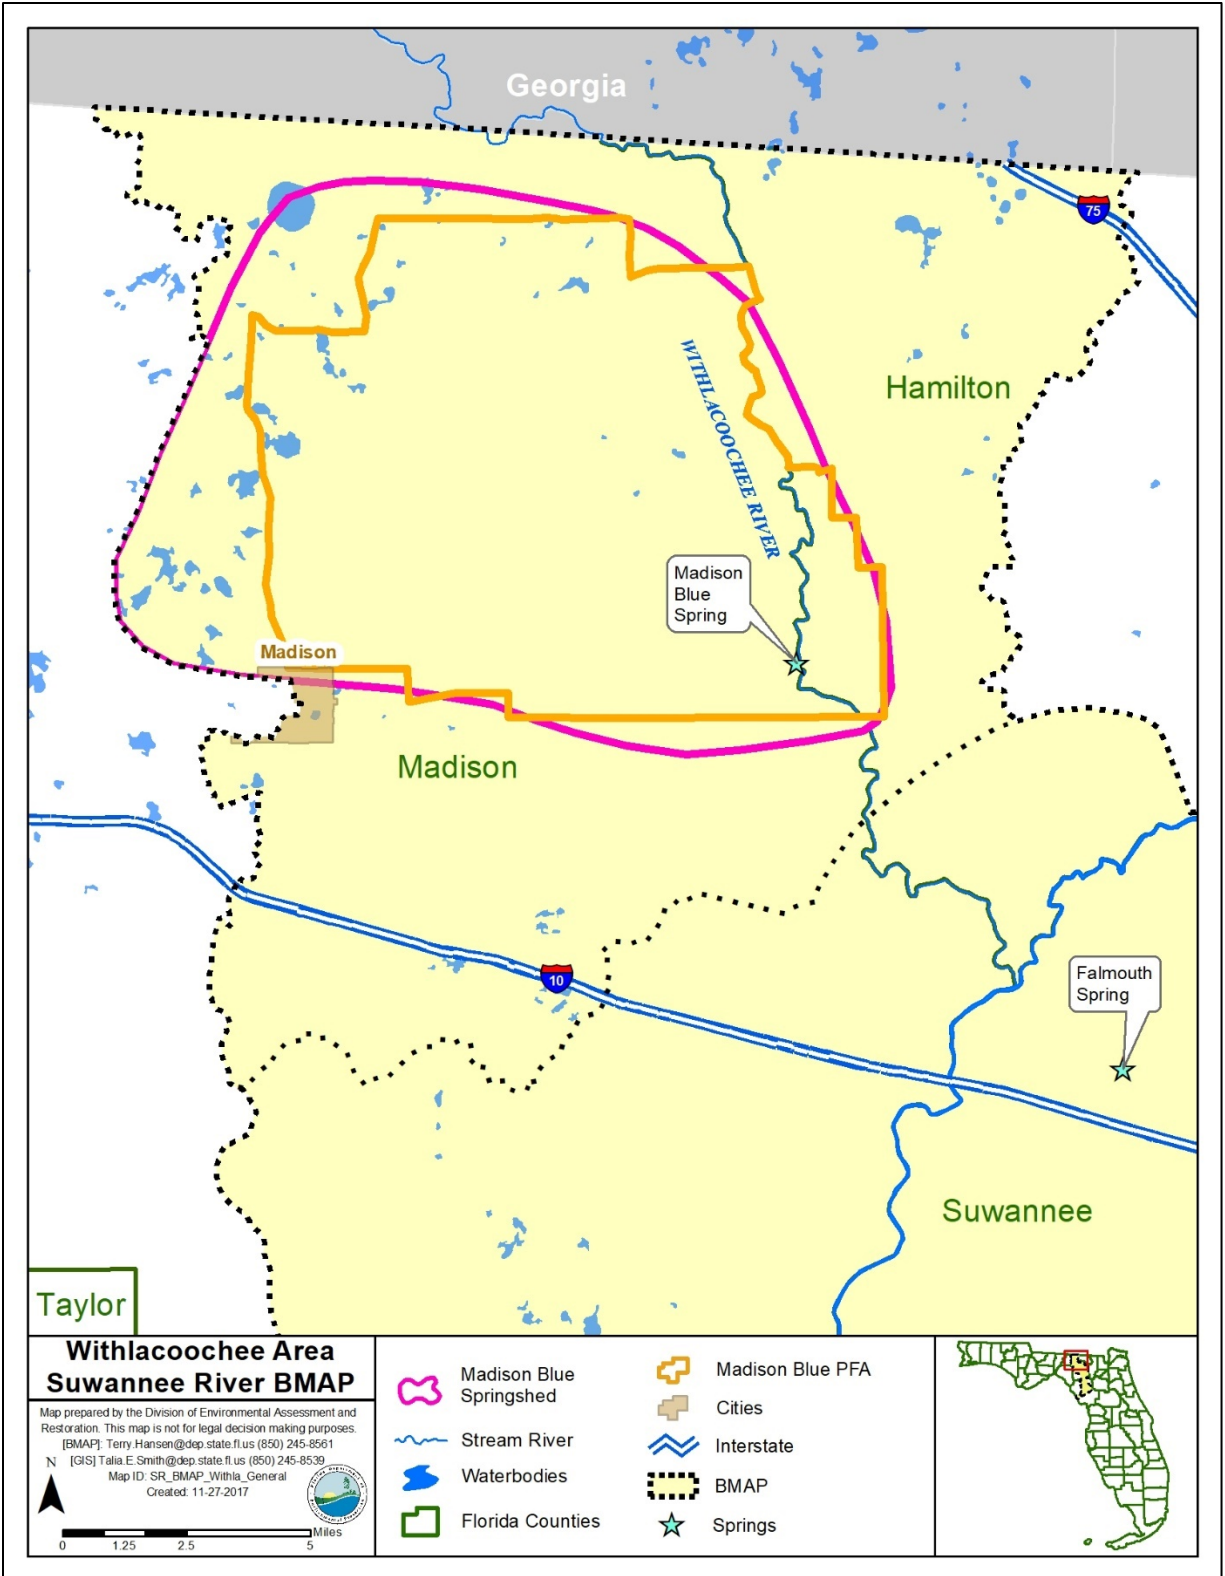 Georgia
75
Hamilton
WITHLACOOCHEE RIVER
Madison
Blue
Spring
Madison
Madison
10
Falmouth
Spring
Suwannee
Taylor
Withlacoochee Area
Suwannee River BMAP
Map prepared by the Division of Environmental Assessment and
Restoration. This map is not for legal decision making purposes.
[BMAP]: Terry.Hansen@dep.state.fl.us (850) 245-8561
[GIS] Talia.E.Smith@dep.state.fl.us (850) 245-8539
Map ID: SR_BMAP_Withla_General
Created: 11-27-2017
N
Miles
0 1.25 2.5 5
Madison Blue
Springshed
Stream River
Waterbodies
Florida Counties
Madison Blue PFA
Cities
Interstate
BMAP
Springs